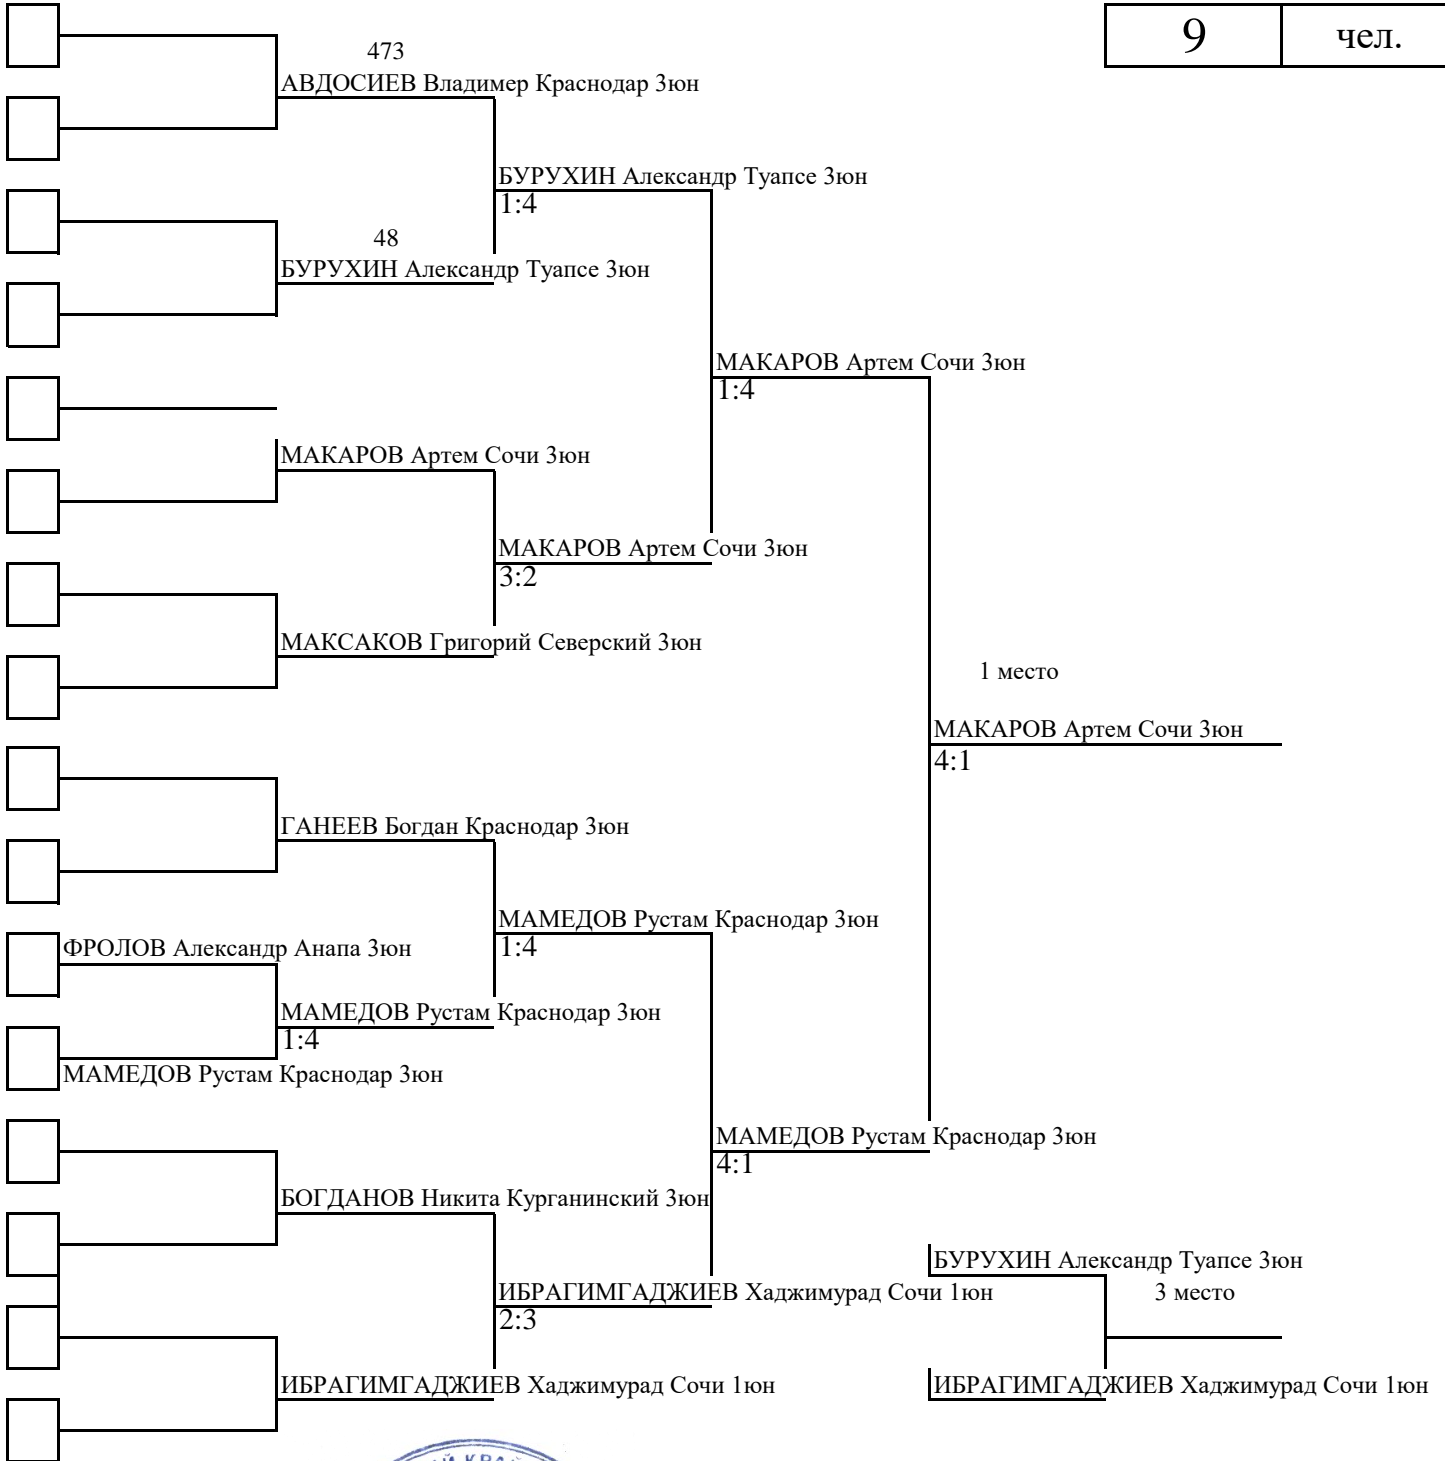 9 чел.
473
АВДОСИЕВ Владимер Краснодар 3юн
БУРУХИН Александр Туапсе 3юн
1:4
48
БУРУХИН Александр Туапсе 3юн
МАКАРОВ Артем Сочи 3юн
1:4
МАКАРОВ Артем Сочи 3юн
МАКАРОВ Артем Сочи 3юн
3:2
МАКСАКОВ Григорий Северский 3юн
1 место
МАКАРОВ Артем Сочи 3юн
4:1
ГАНЕЕВ Богдан Краснодар 3юн
МАМЕДОВ Рустам Краснодар 3юн
1:4
ФРОЛОВ Александр Анапа 3юн
МАМЕДОВ Рустам Краснодар 3юн
1:4
МАМЕДОВ Рустам Краснодар 3юн
МАМЕДОВ Рустам Краснодар 3юн
4:1
БОГДАНОВ Никита Курганинский 3юн
БУРУХИН Александр Туапсе 3юн
ИБРАГИМГАДЖИЕВ Хаджимурад Сочи 1юн
3 место
2:3
ИБРАГИМГАДЖИЕВ Хаджимурад Сочи 1юн
ИБРАГИМГАДЖИЕВ Хаджимурад Сочи 1юн